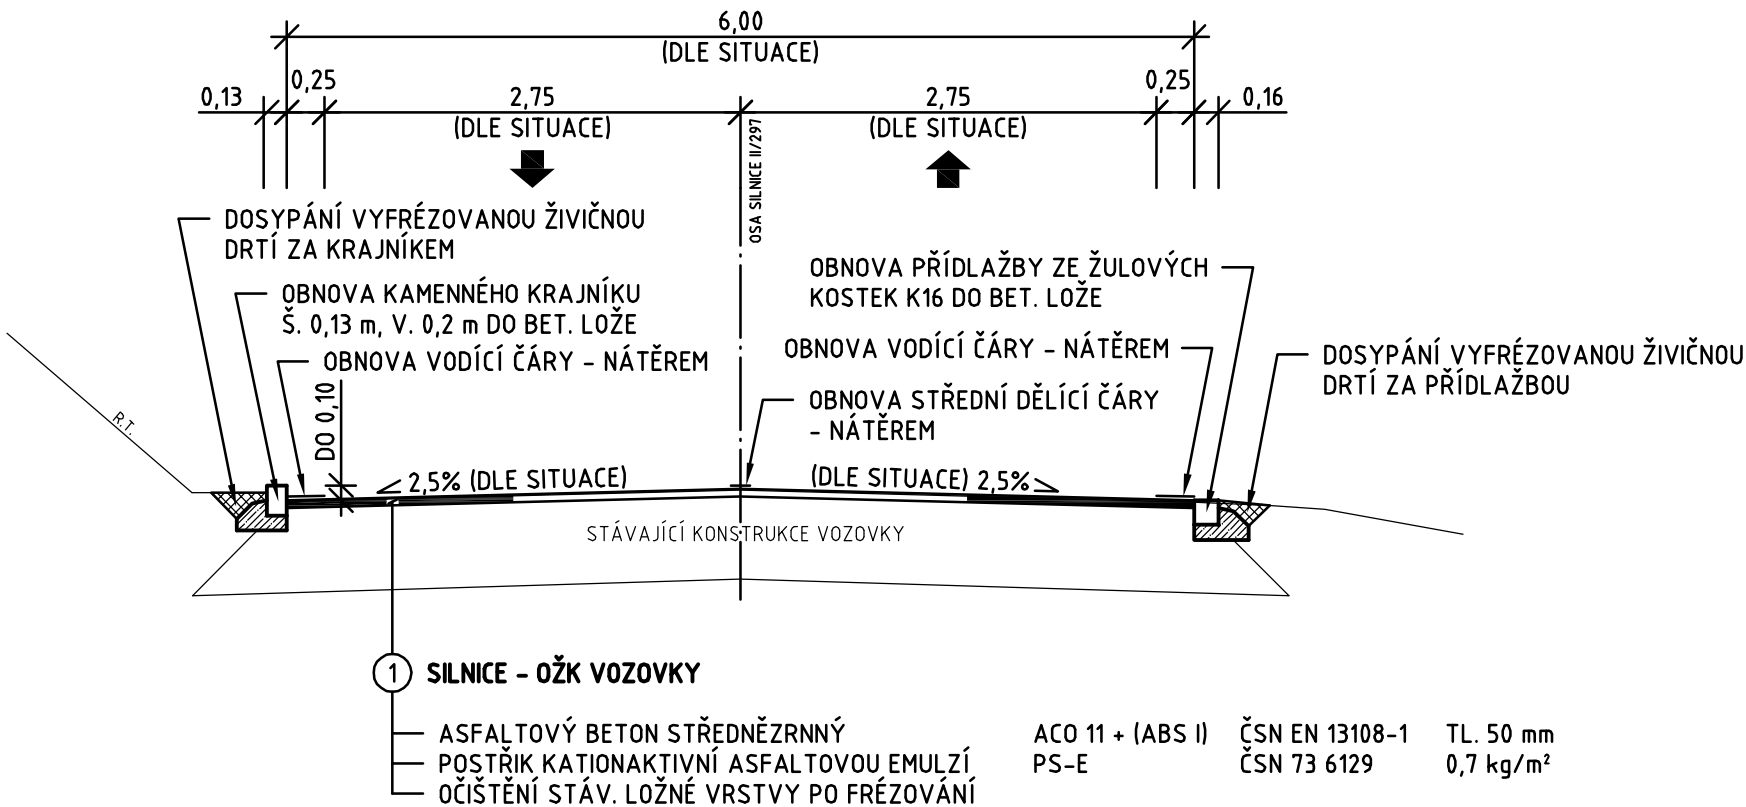 6,00
(DLE SITUACE)
0,13
0,25
2,75
(DLE SITUACE)
2,75
(DLE SITUACE)
0,25
0,16
OSA SILNICE II/297
DOSYPÁNÍ VYFRÉZOVANOU ŽIVIČNOU
DRTÍ ZA KRAJNÍKEM
OBNOVA KAMENNÉHO KRAJNÍKU
Š. 0,13 m, V. 0,2 m DO BET. LOŽE
OBNOVA VODÍCÍ ČÁRY - NÁTĚREM
OBNOVA PŘÍDLAŽBY ZE ŽULOVÝCH
KOSTEK K16 DO BET. LOŽE
OBNOVA VODÍCÍ ČÁRY - NÁTĚREM
DOSYPÁNÍ VYFRÉZOVANOU ŽIVIČNOU
DRTÍ ZA PŘÍDLAŽBOU
OBNOVA STŘEDNÍ DĚLÍCÍ ČÁRY
- NÁTĚREM
R.T.
DO 0,10
2,5% (DLE SITUACE)
(DLE SITUACE) 2,5%
STÁVAJÍCÍ KONSTRUKCE VOZOVKY
1 SILNICE - OŽK VOZOVKY
ASFALTOVÝ BETON STŘEDNĚZRNNÝ ACO 11 + (ABS I) ČSN EN 13108-1 TL. 50 mm
POSTŘIK KATIONAKTIVNÍ ASFALTOVOU EMULZÍ PS-E ČSN 73 6129 0,7 kg/m²
OČIŠTĚNÍ STÁV. LOŽNÉ VRSTVY PO FRÉZOVÁNÍ